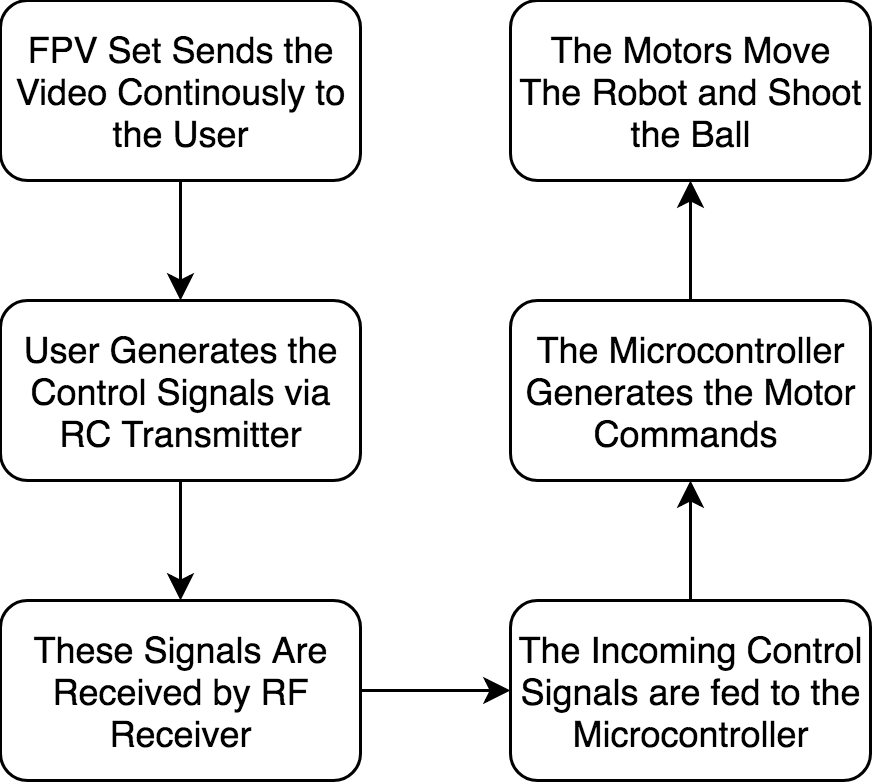 FPV Set Sends the
Video Continously to
the User
User Generates the
Control Signals via
RC Transmitter
These Signals Are
Received by RF
Receiver
The Incoming Control
Signals are fed to the
Microcontroller
The Microcontroller
Generates the Motor
Commands
The Motors Move
The Robot and Shoot
the Ball